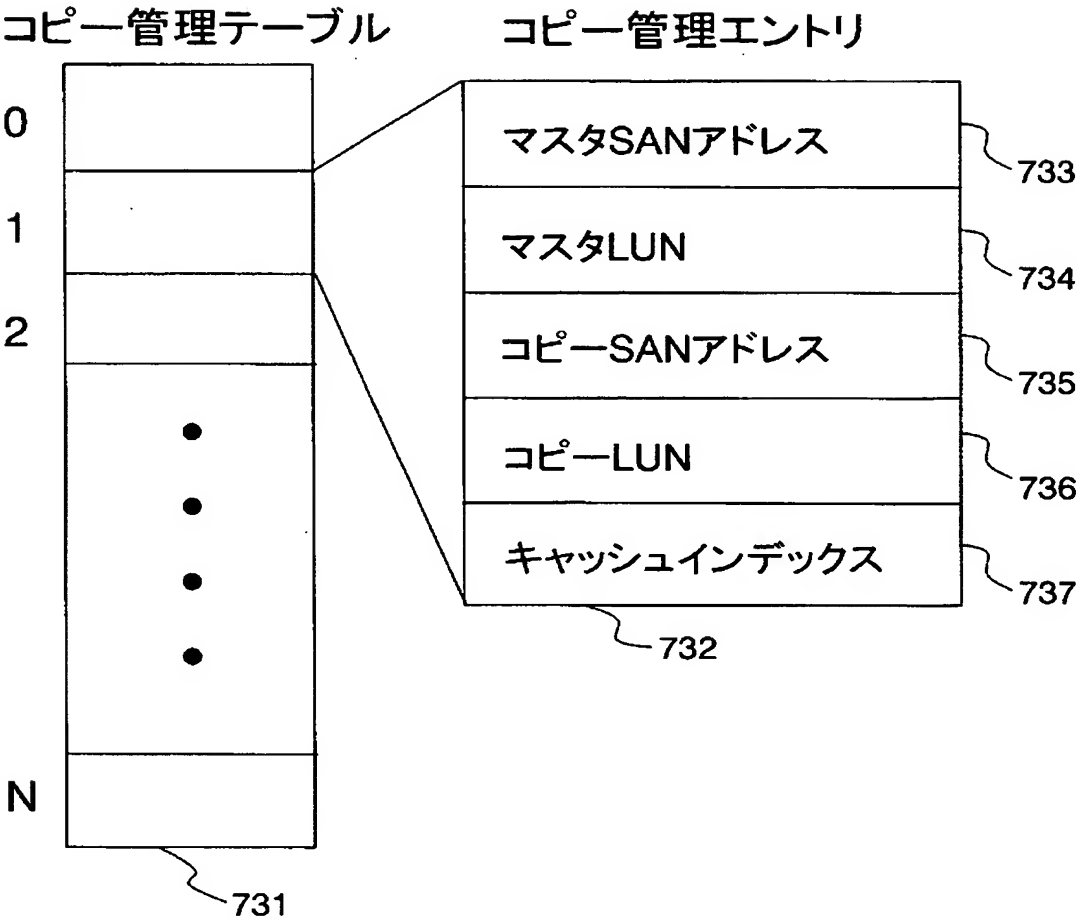 コピー管理テーブル
コピー管理エントリ
0
1
2
N
731
マスタSANアドレス
733
マスタLUN
734
コピーSANアドレス
735
コピーLUN
736
キャッシュインデックス
737
732